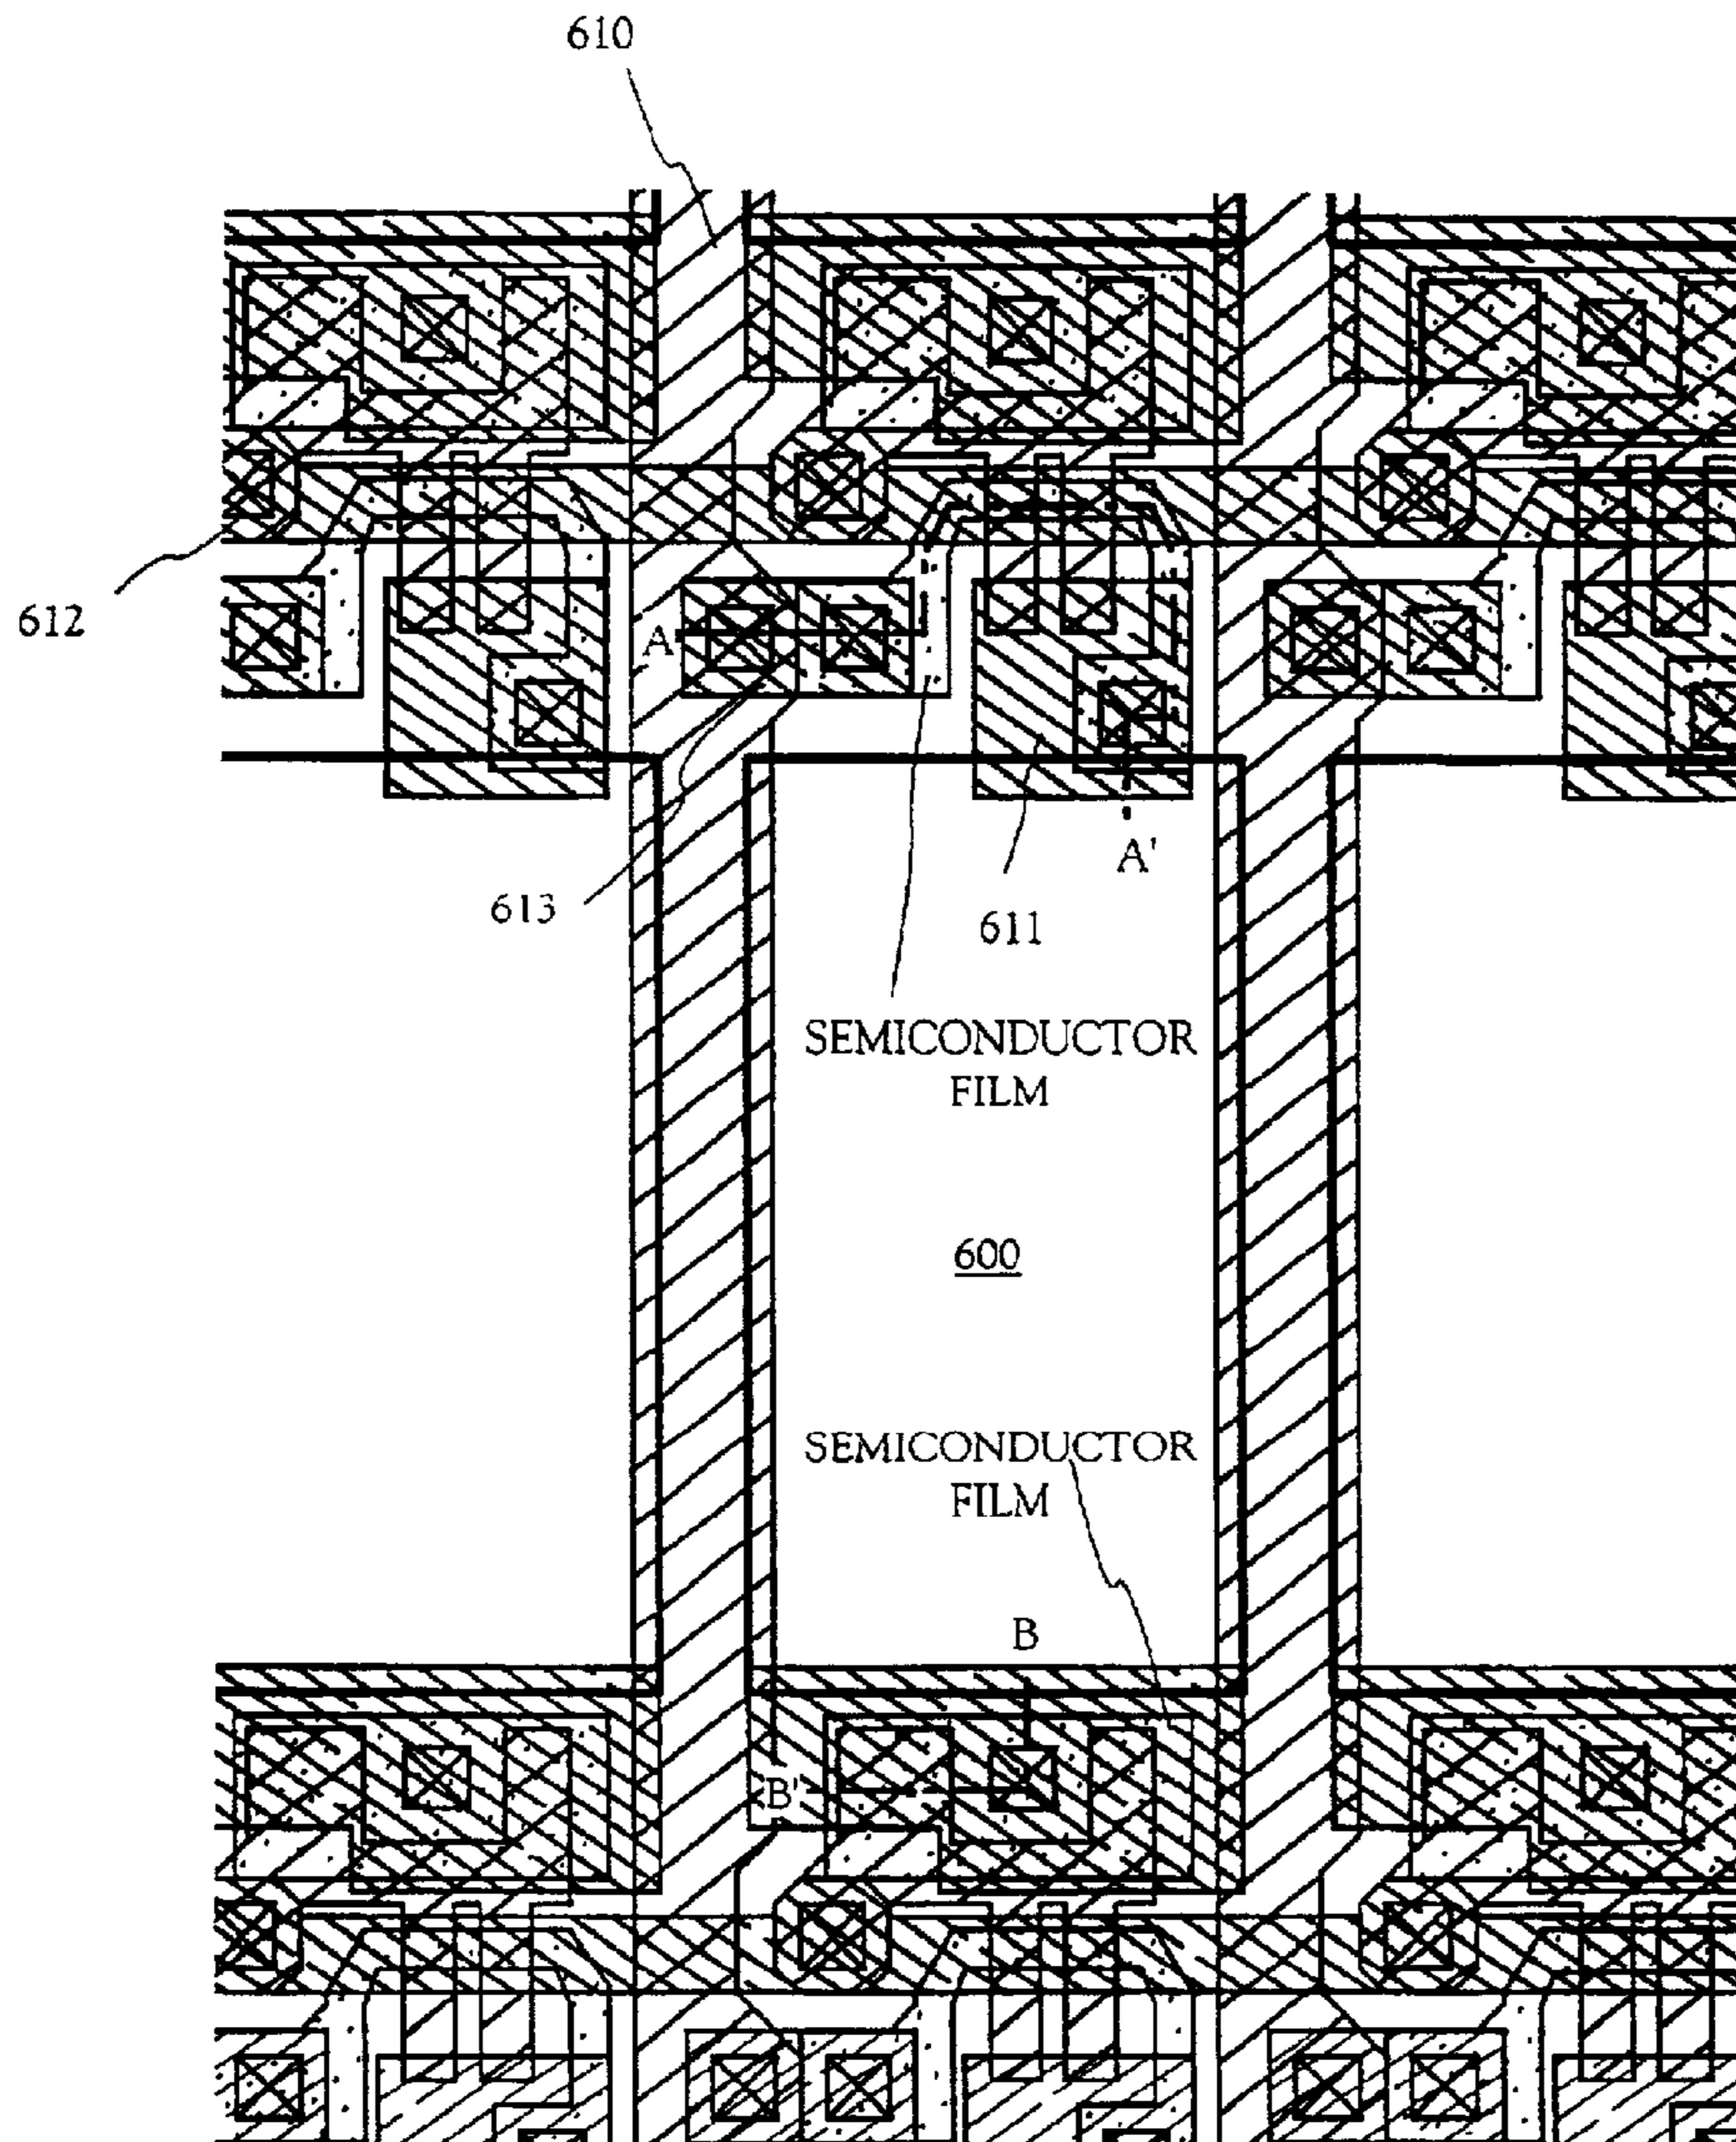 610
612
A
A'
613
611
SEMICONDUCTOR
FILM
600
SEMICONDUCTOR
FILM
B
B'